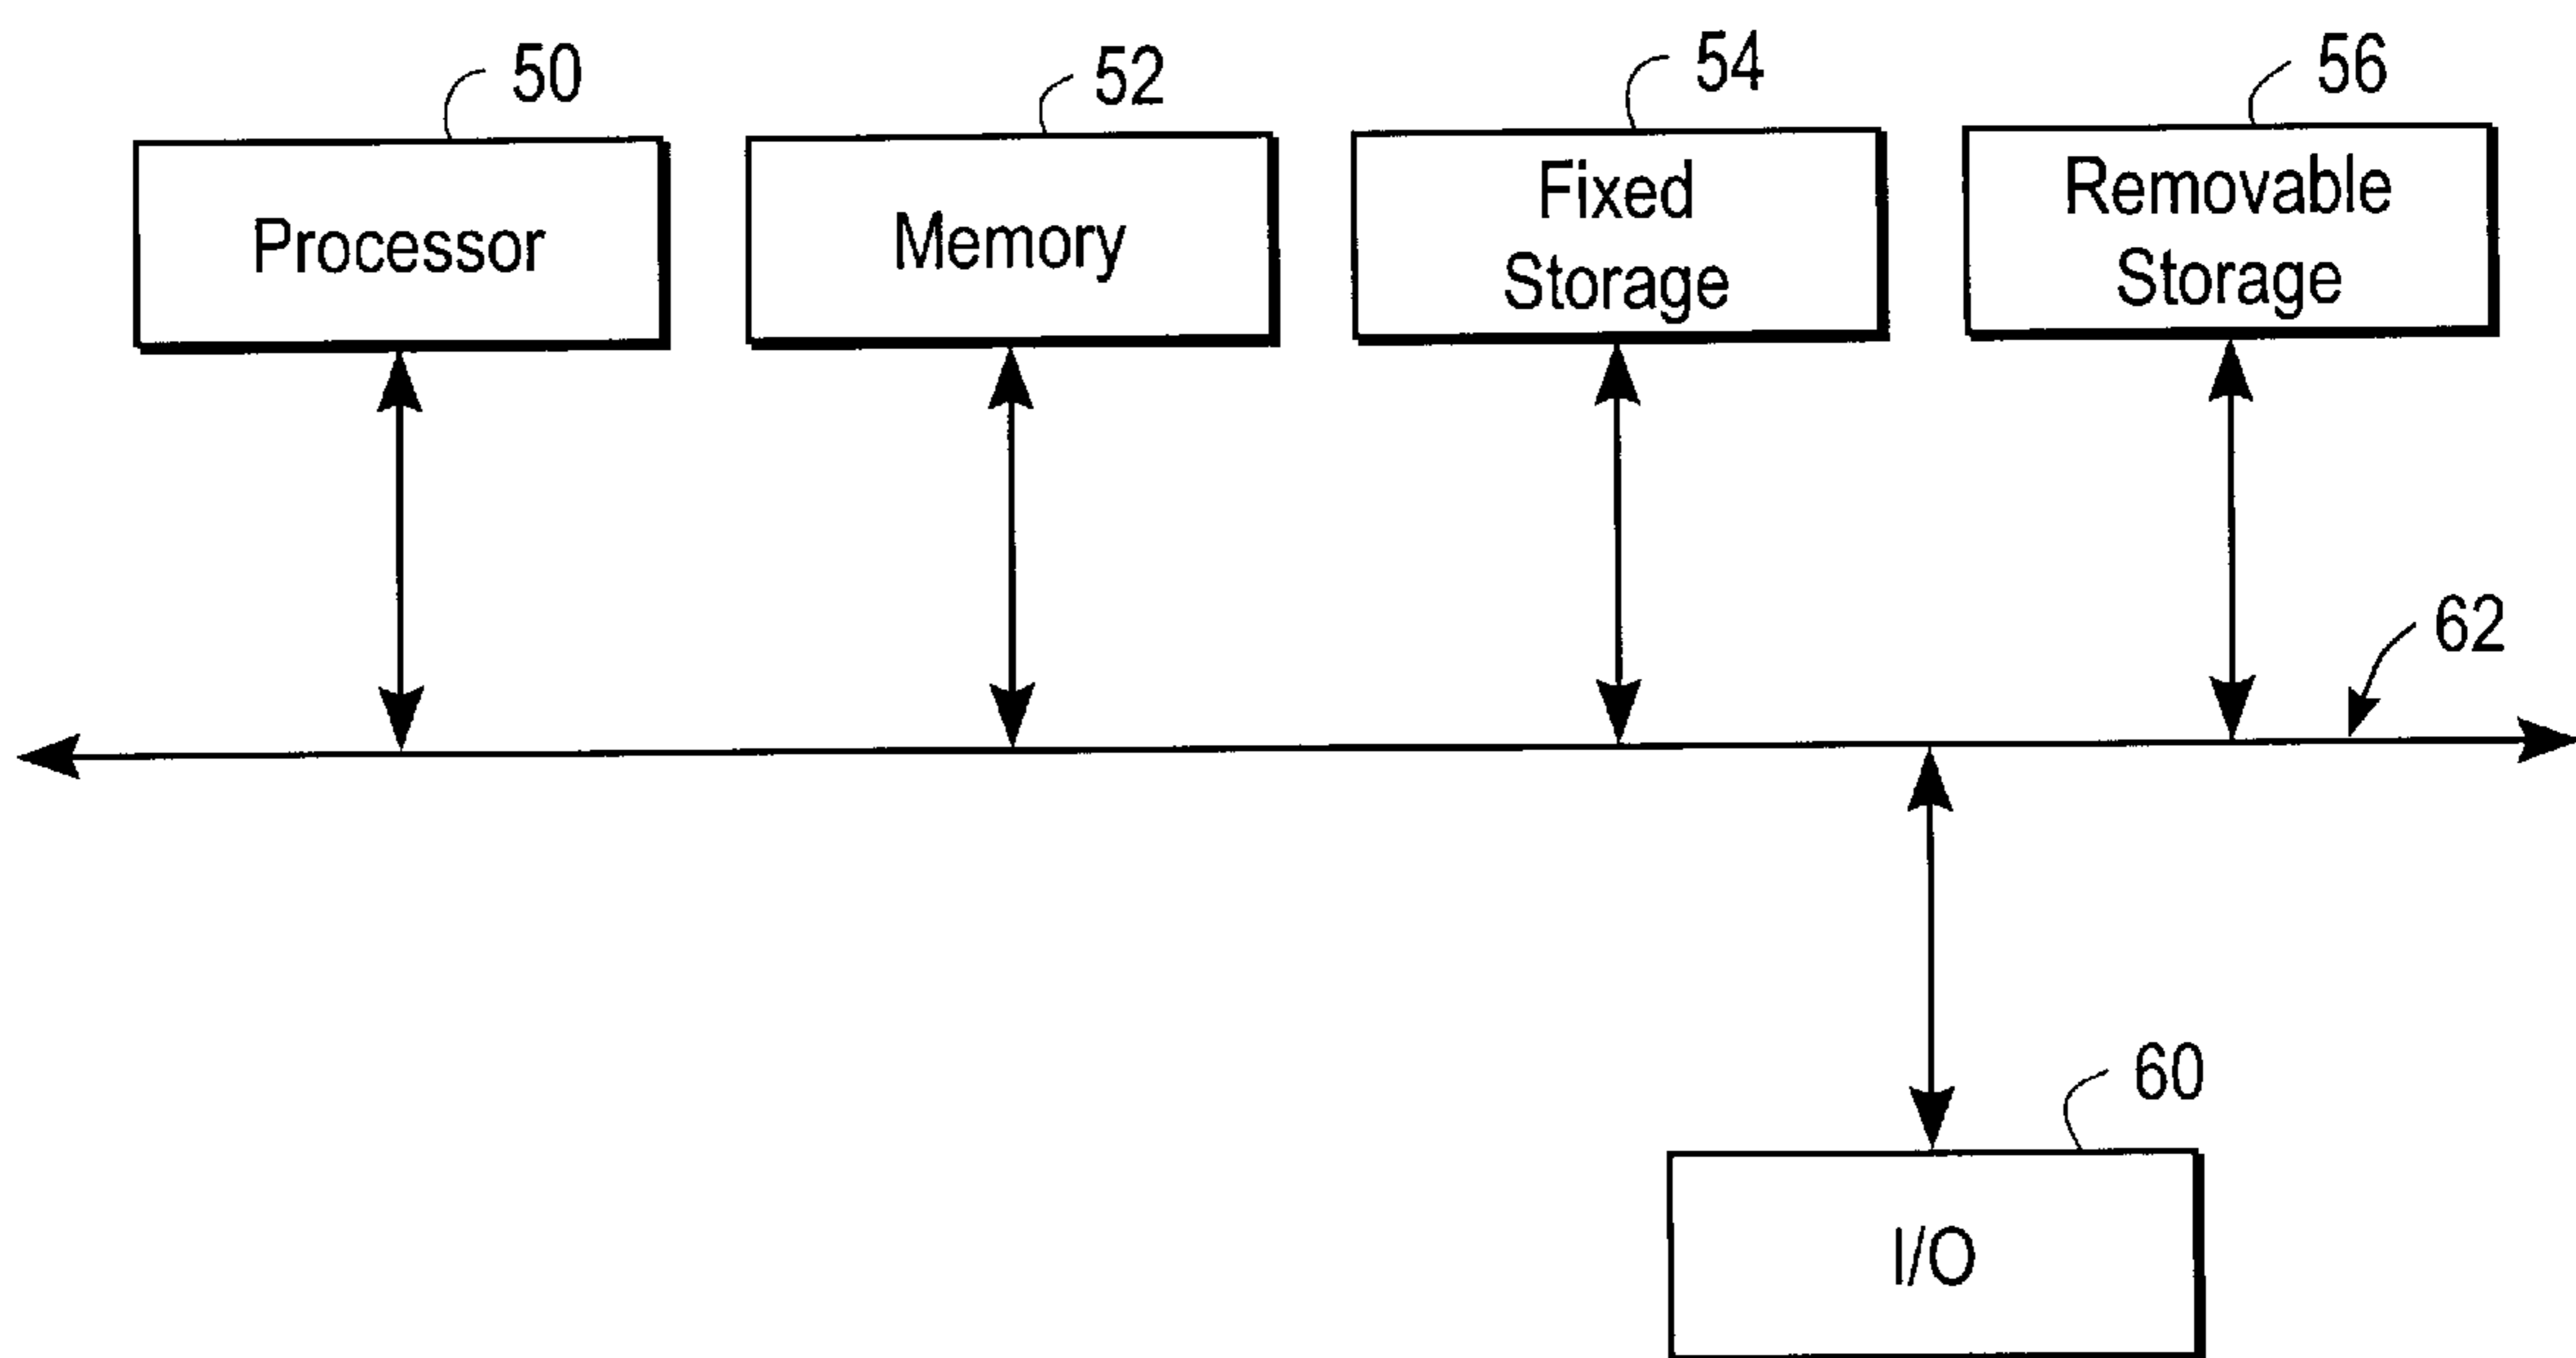 50
52
54
56
Processor
Memory
Fixed
Storage
Removable
Storage
62
60
I/O